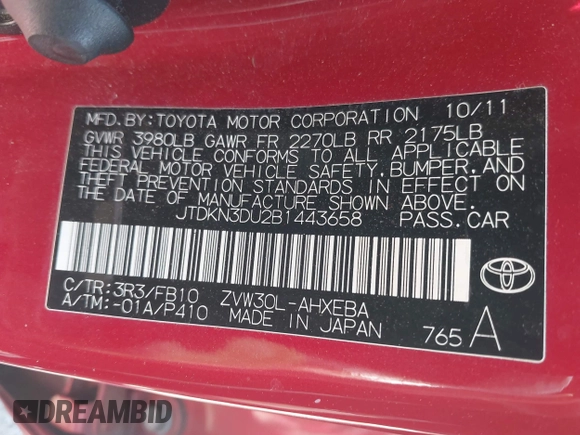 MFD.BY:TOYOTA MOTOR CORPORATION 10/11
GVWR 3980LB GAWR FR 2270LB RR 2175LB
THIS VEHICLE CONFORMS TO ALL APPLICABLE
FEDERAL MOTOR VEHICLE SAFETY,BUMPER,AND
THEFT PREVENTION STANDARDS IN EFFECT ON
THE DATE OF MANUFACTURE SHOWN ABOVE.
JTDKN3DU2B1443658 PASS.CAR
C/TR:3R3/FB10 ZVW30L-AHXEBA
A/TM:-01A/P410 MADE IN JAPAN
765 A
TOYOTA
DREAMBID